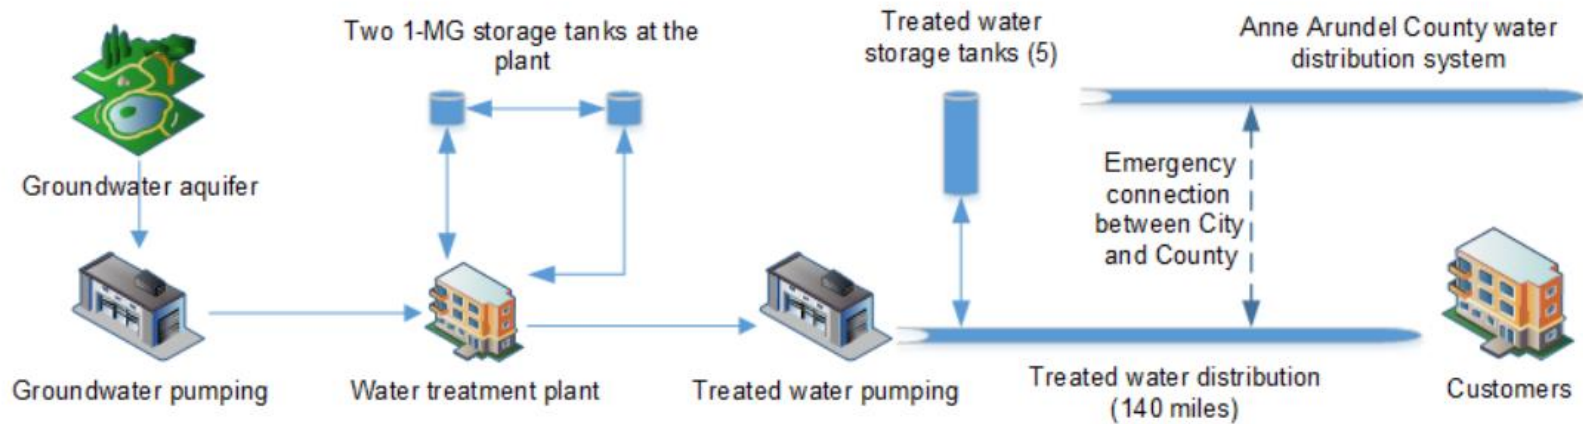 Two 1-MG storage tanks at the
plant
Treated water
storage tanks (5)
Anne Arundel County water
distribution system
Groundwater aquifer
Emergency
connection
between City
and County
Groundwater pumping
Water treatment plant
Treated water pumping
Treated water distribution
(140 miles)
Customers